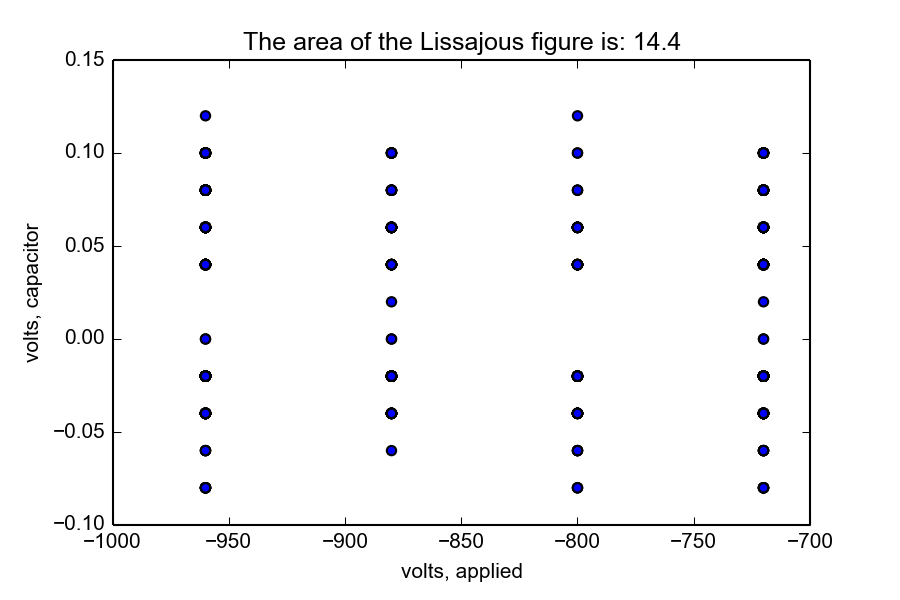 The area of the Lissajous figure is: 14.4
0.15
0.10
0.05
0.00
−0.05
−0.10
−1000 −950 −900 −850 −800 −750 −700
volts, applied
volts, capacitor